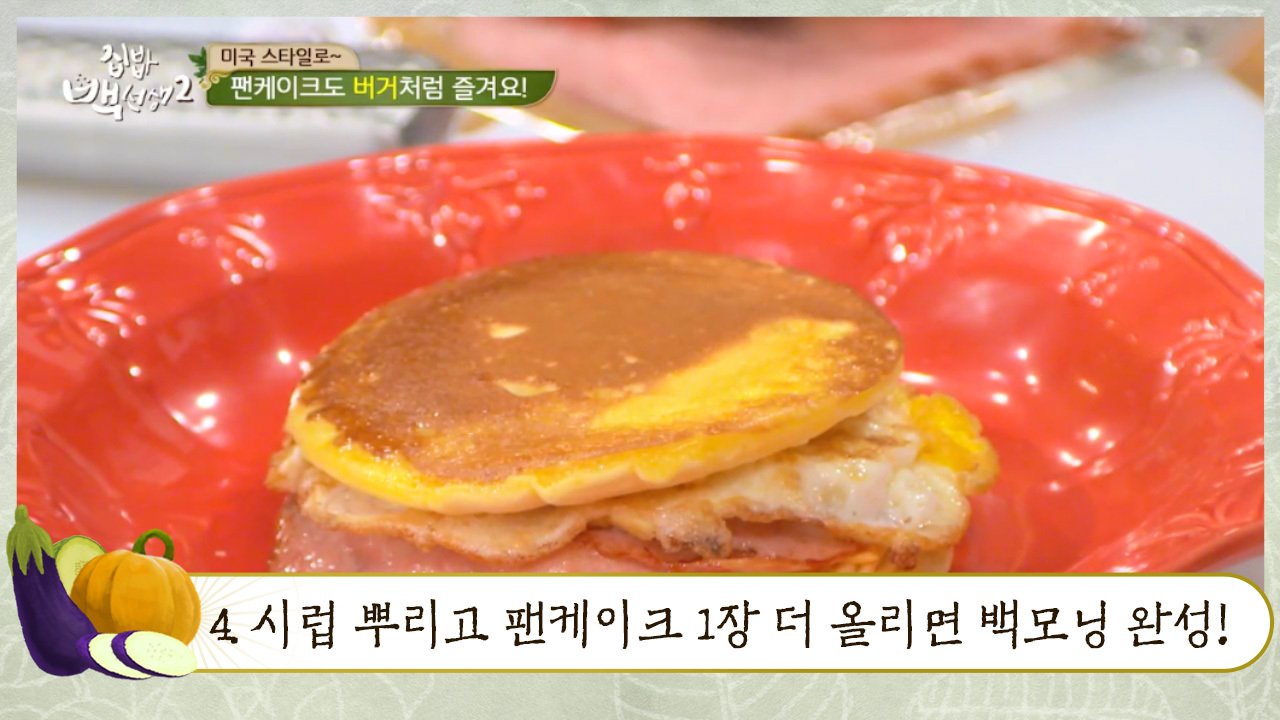 집밥
백선생2
미국 스타일로~
팬케이크도 버거처럼 즐겨요!
4. 시럽 뿌리고 팬케이크 1장 더 올리면 백모닝 완성!